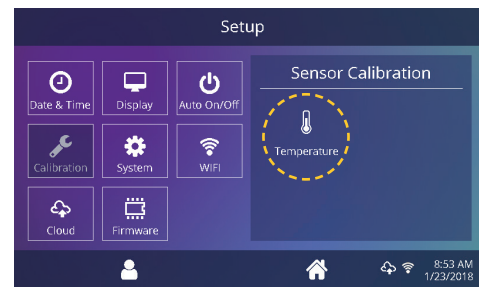 Setup
Date & Time
Display
Auto On/Off
Calibration
System
WIFI
Cloud
Firmware
Sensor Calibration
Temperature
8:53 AM
1/23/2018